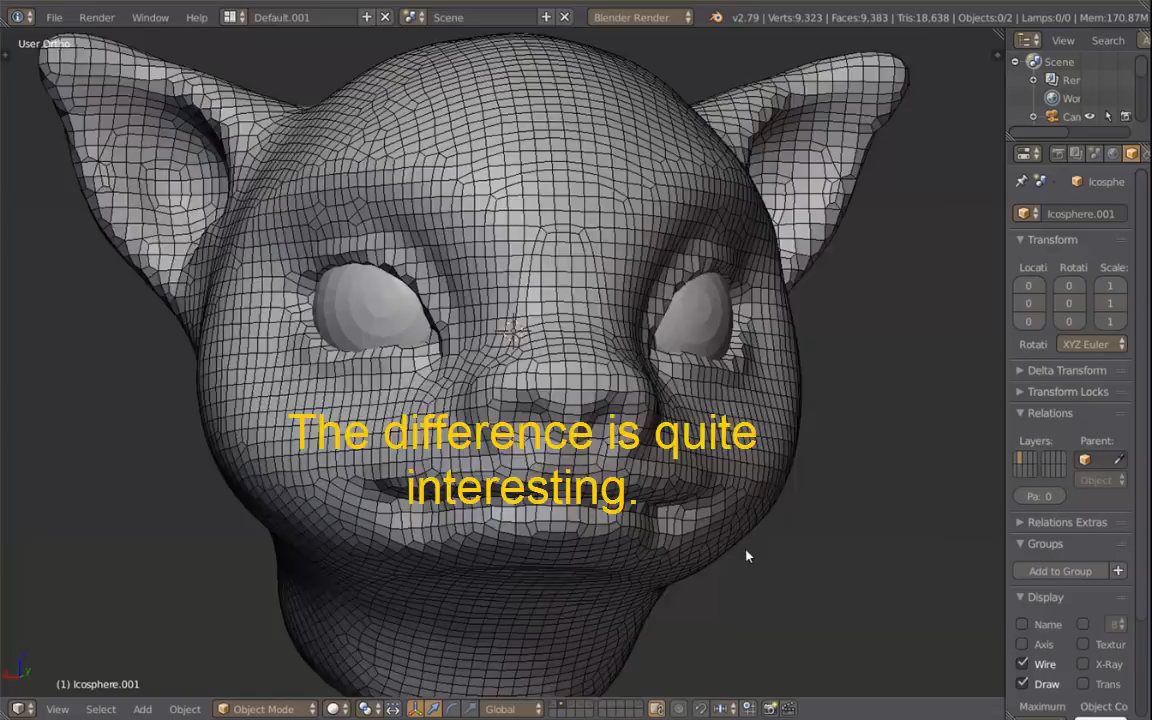 File Render Window Help Default.001 Scene Blender Render v2.79 | Verts:9,323 | Faces:9,383 | Tris:18,638 | Objects:0/2 | Lamps:0/0 | Mem:170.87M
User Ortho
View Search
Scene
Rer
Wor
Can
Icosphe
Icosphere.001
Transform
Locati Rotati Scale:
0 0 1
0 0 1
0 0 1
Rotati XYZ Euler
Delta Transform
Transform Locks
Relations
The difference is quite
interesting.
Layers: Parent:
Object
Pa: 0
Relations Extras
Groups
Add to Group
Display
Name
Axis Textur
Wire X-Ray
Draw Trans
Maximum Object Co
(1) Icosphere.001
View Select Add Object Object Mode Global